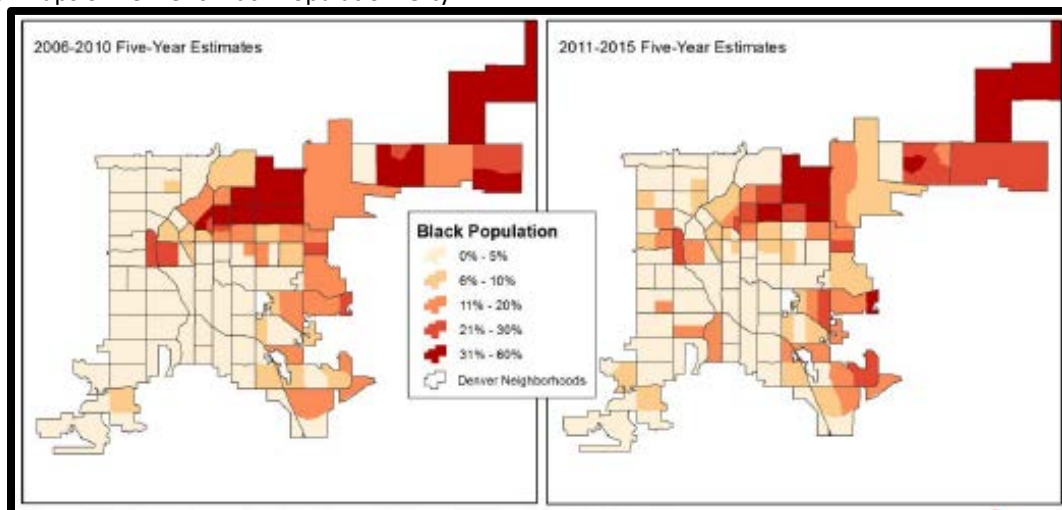 2006-2010 Five-Year Estimates
2011-2015 Five-Year Estimates
Black Population
0% - 5%
6% - 10%
11% - 20%
21% - 30%
31% - 60%
Denver Neighborhoods